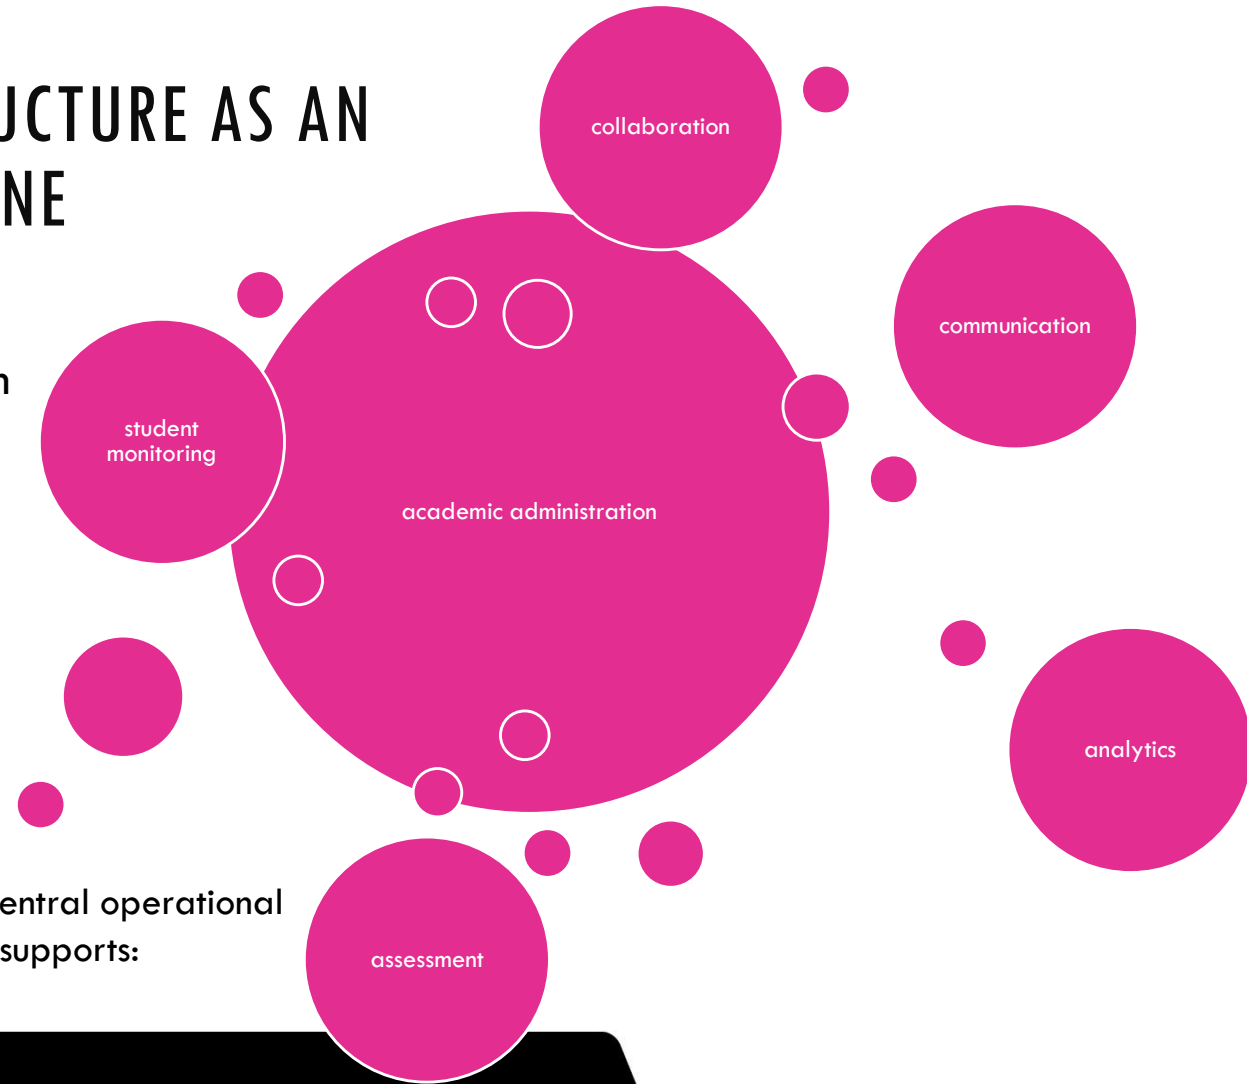 UCTURE AS AN
NE
collaboration
communication
n
student
monitoring
academic administration
analytics
entral operational
supports:
assessment